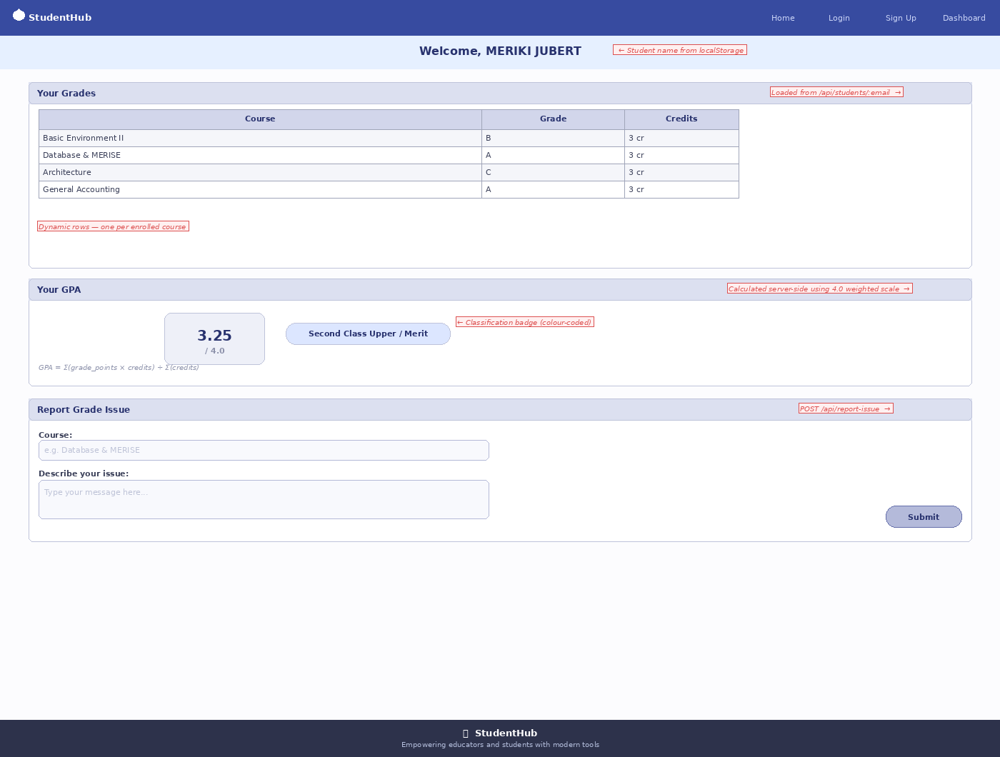 StudentHub
Home Login Sign Up Dashboard
Welcome, MERIKI JUBERT
← Student name from localStorage
Your Grades
Loaded from /api/students/:email →
Course Grade Credits
Basic Environment II B 3 cr
Database & MERISE A 3 cr
Architecture C 3 cr
General Accounting A 3 cr
Dynamic rows — one per enrolled course
Your GPA
Calculated server-side using 4.0 weighted scale →
3.25
/ 4.0
Second Class Upper / Merit
← Classification badge (colour-coded)
GPA = Σ(grade_points × credits) ÷ Σ(credits)
Report Grade Issue
POST /api/report-issue →
Course:
e.g. Database & MERISE
Describe your issue:
Type your message here...
Submit
StudentHub
Empowering educators and students with modern tools